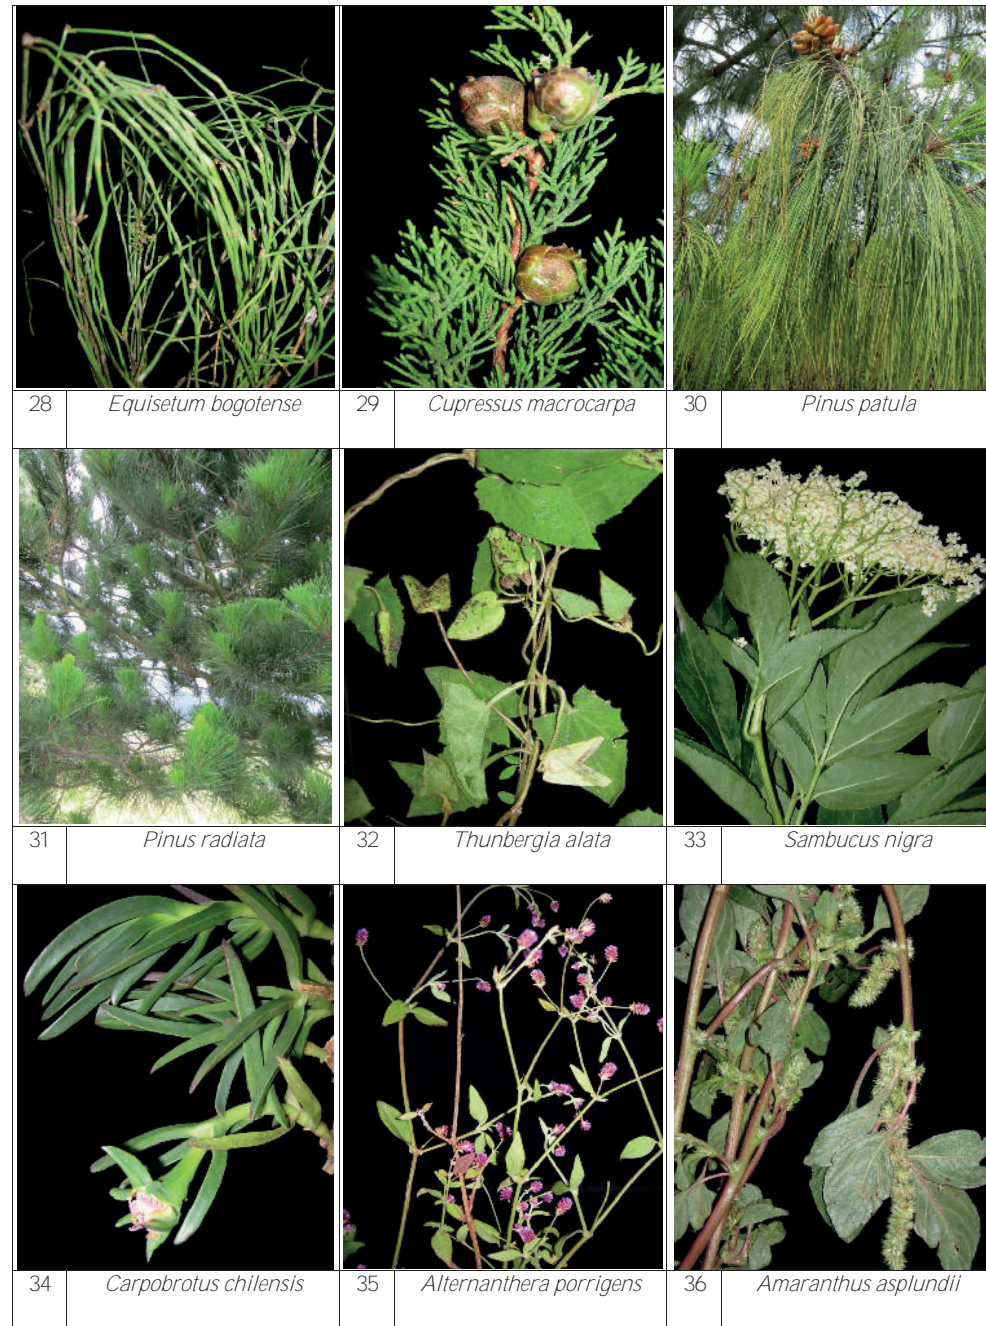 28 Equisetum bogotense 29 Cupressus macrocarpa 30 Pinus patula
31 Pinus radiata 32 Thunbergia alata 33 Sambucus nigra
34 Carpobrotus chilensis 35 Alternanthera porrigens 36 Amaranthus asplundii